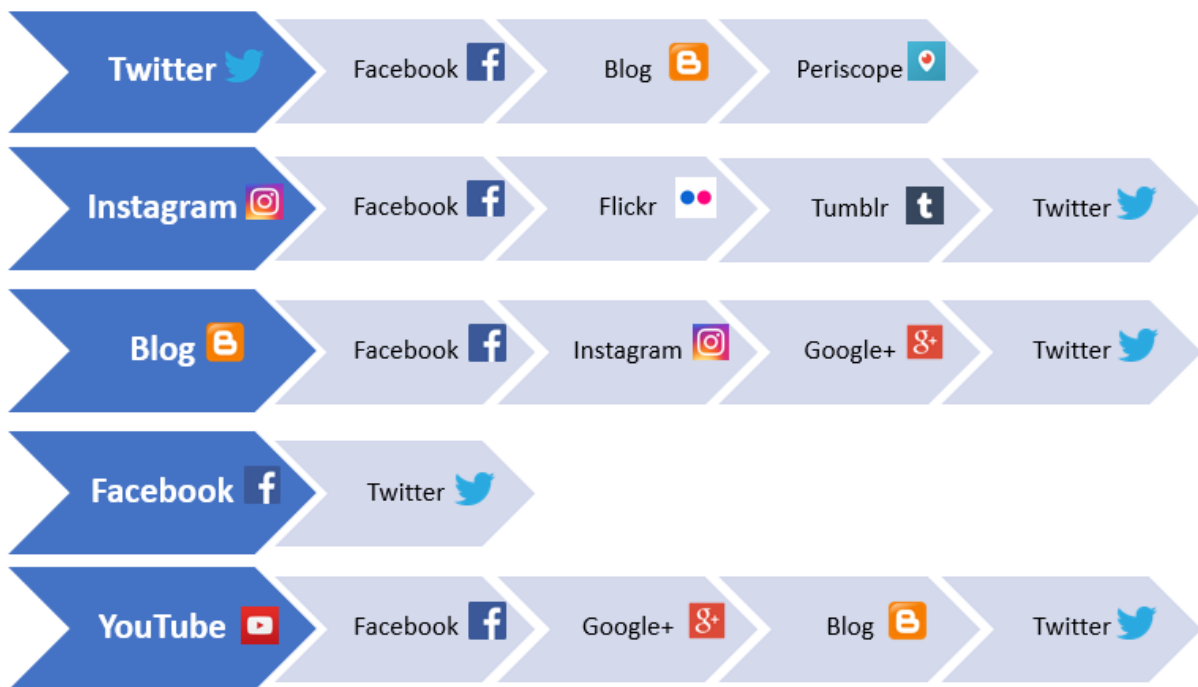 Twitter Facebook Blog Periscope
Instagram Facebook Flickr Tumblr Twitter
Blog Facebook Instagram Google+ Twitter
Facebook Twitter
YouTube Facebook Google+ Blog Twitter